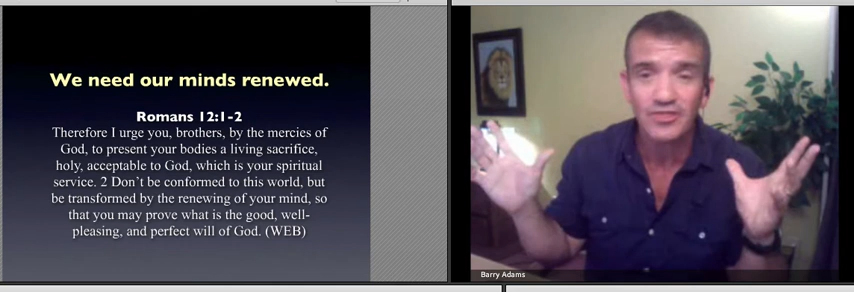 We need our minds renewed.
Romans 12:1-2
Therefore I urge you, brothers, by the mercies of
God, to present your bodies a living sacrifice,
holy, acceptable to God, which is your spiritual
service. 2 Don't be conformed to this world, but
be transformed by the renewing of your mind, so
that you may prove what is the good, well-
pleasing, and perfect will of God. (WEB)
Barry Adams